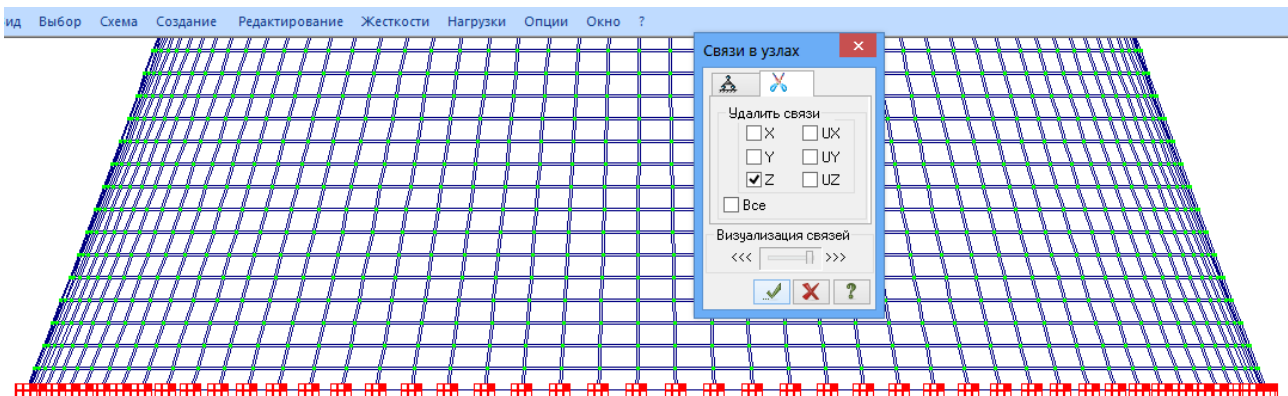 ид Выбор Схема Создание Редактирование Жесткости Нагрузки Опции Окно ?
Связи в узлах
Удалить связи
X UX
Y UY
Z UZ
Все
Визуализация связей
<<< >>>
?